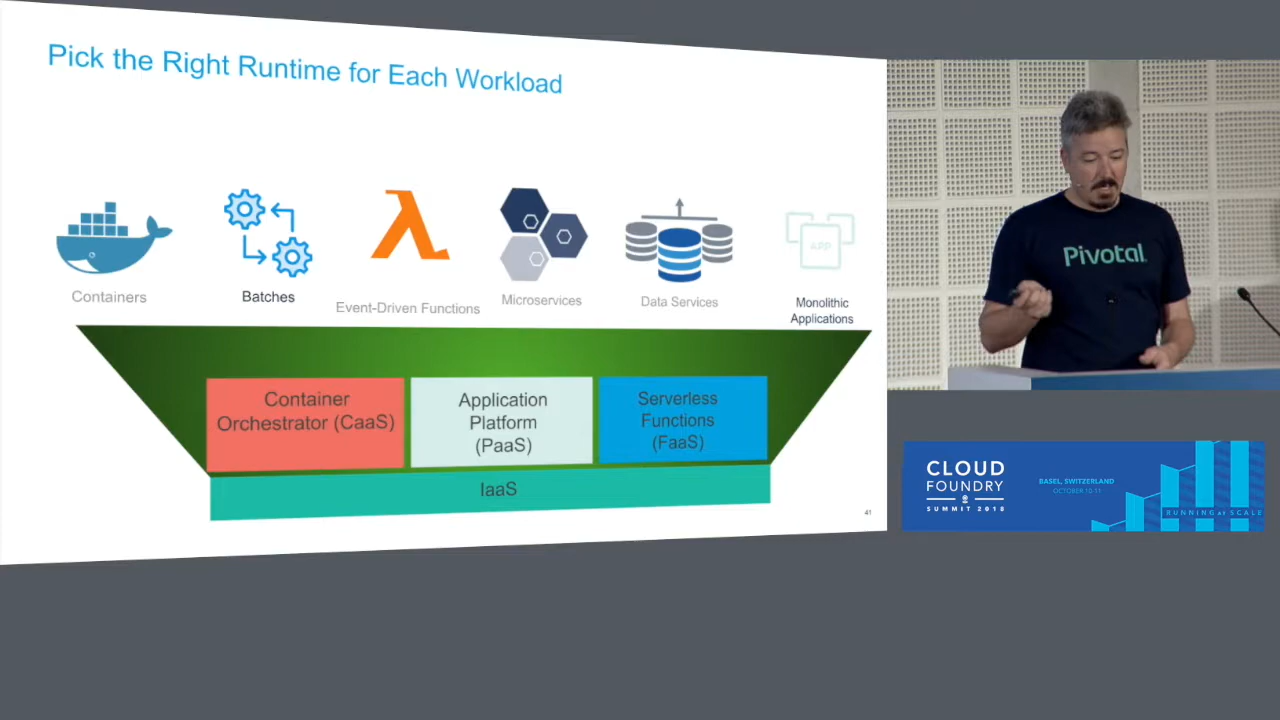 Pick the Right Runtime for Each Workload
Containers
Batches
Event-Driven Functions
Microservices
Data Services
APP
Monolithic
Applications
Container
Orchestrator (CaaS)
Application
Platform
(PaaS)
Serverless
Functions
(FaaS)
IaaS
41
Pivotal
CLOUD
FOUNDRY
SUMMIT 2018
BASEL, SWITZERLAND
OCTOBER 10-11
RUNNING AT SCALE